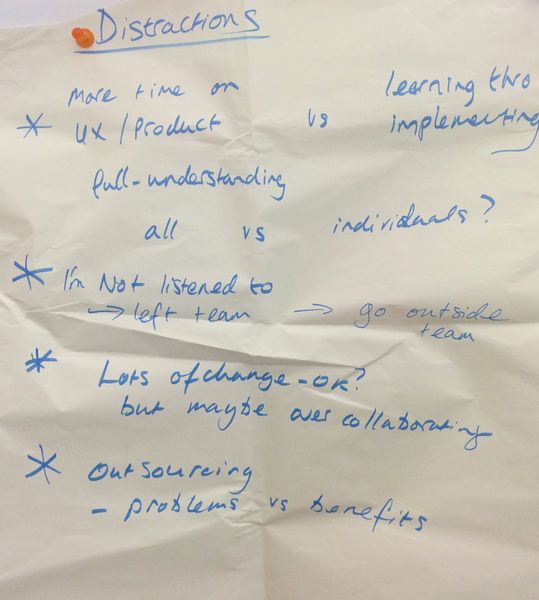 Distractions
More time on learning thro
* UX / Product vs implementing
full-understanding
all vs individuals?
* I'm Not listened to
→ left team → go outside team
* Lots of change - OK?
but maybe over collaborating
* Outsourcing
- problems vs benefits